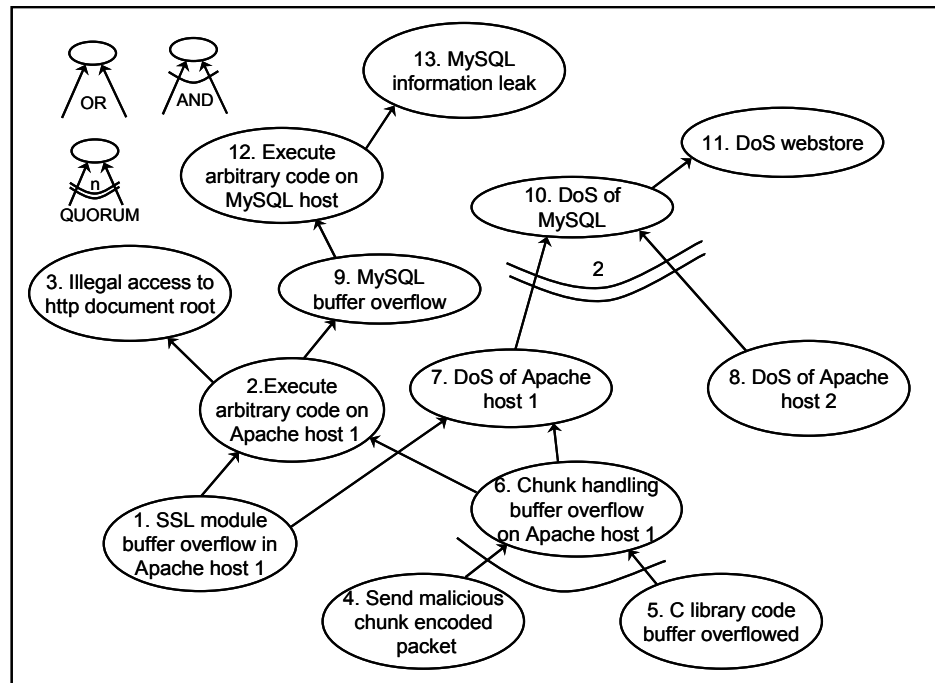 OR
AND
n
QUORUM
13. MySQL
information leak
12. Execute
arbitrary code on
MySQL host
11. DoS webstore
10. DoS of
MySQL
3. Illegal access to
http document root
9. MySQL
buffer overflow
2
2.Execute
arbitrary code on
Apache host 1
7. DoS of Apache
host 1
8. DoS of Apache
host 2
1. SSL module
buffer overflow in
Apache host 1
6. Chunk handling
buffer overflow
on Apache host 1
4. Send malicious
chunk encoded
packet
5. C library code
buffer overflowed